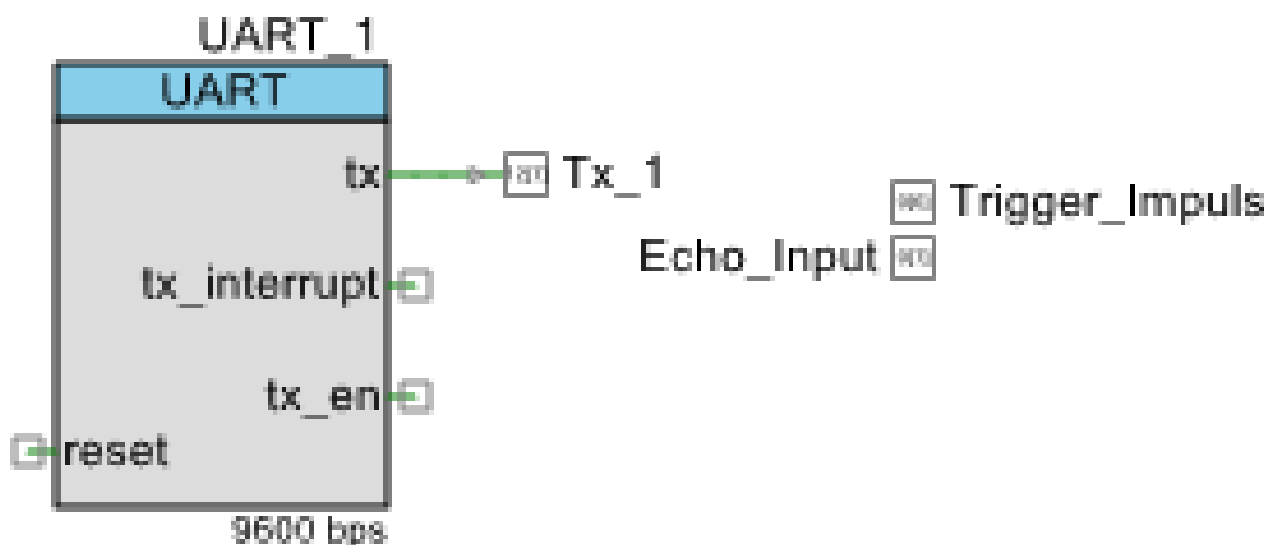 UART_1
UART
tx
Tx_1
Trigger_Impuls
Echo_Input
tx_interrupt
tx_en
reset
9600 bps